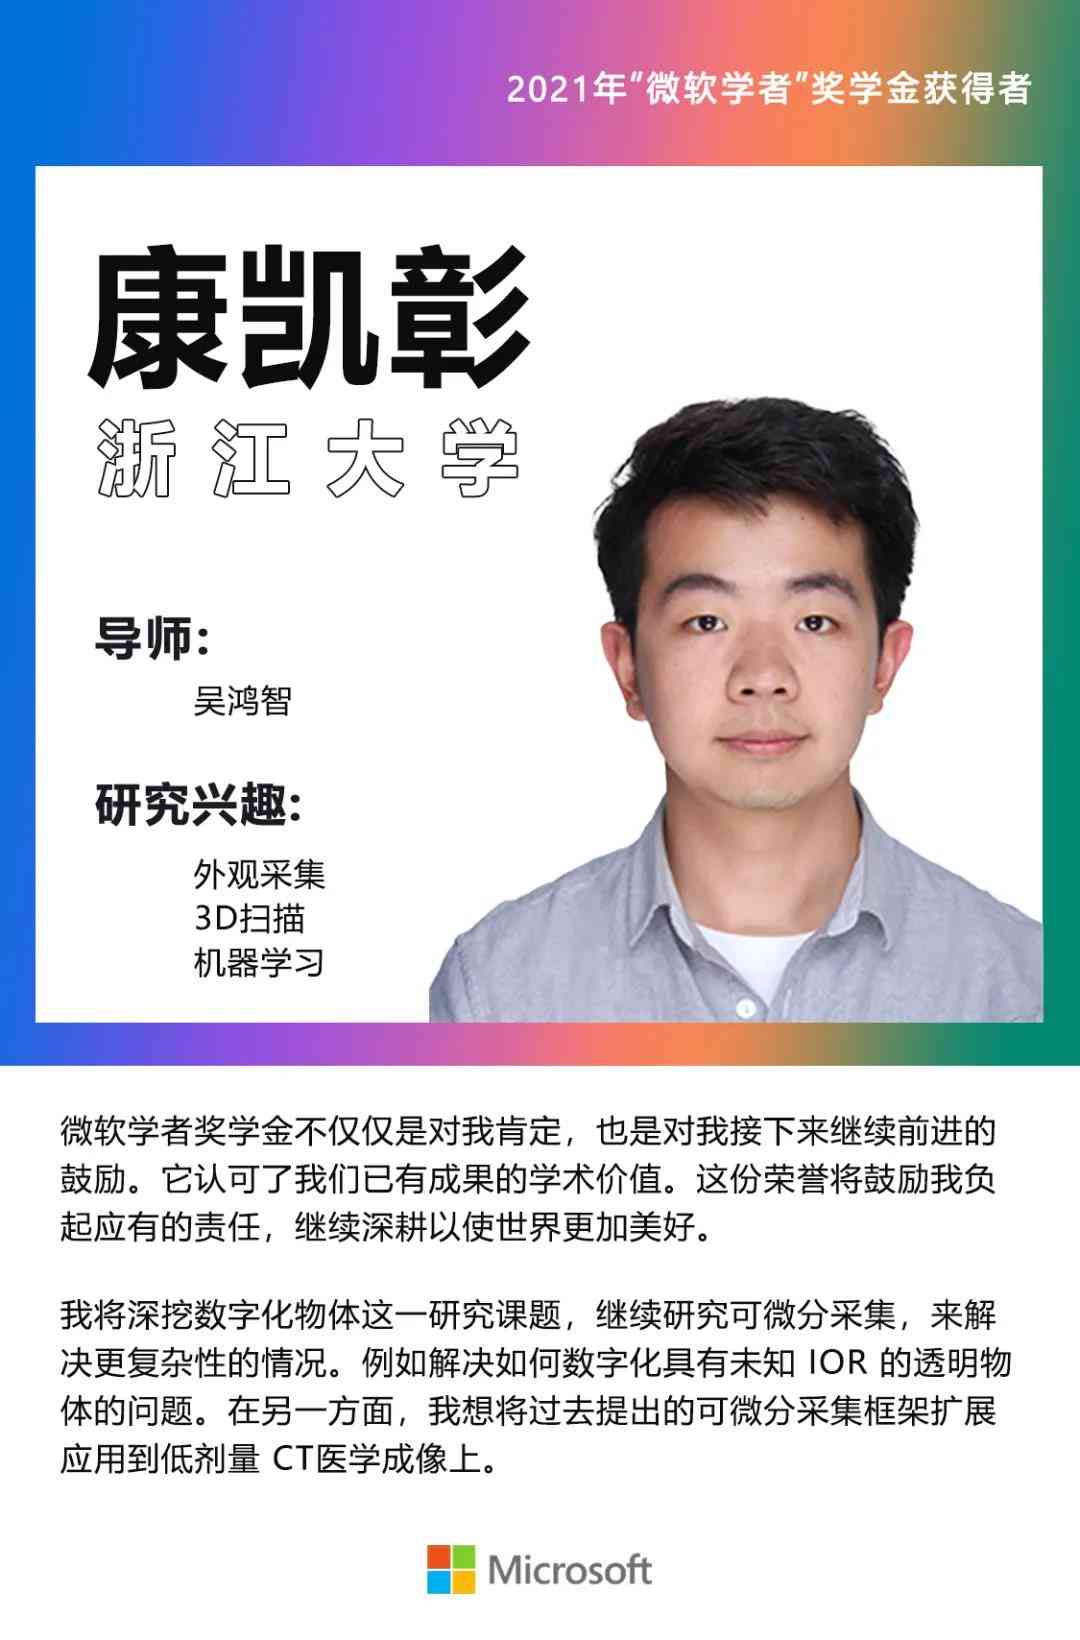 2021年“微软学者”奖学金获得者
康凯彰
浙江大学
导师:
吴鸿智
研究兴趣:
外观采集
3D扫描
机器学习
微软学者奖学金不仅仅是对我肯定，也是对我接下来继续前进的
鼓励。它认可了我们已有成果的学术价值。这份荣誉将鼓励我负
起应有的责任，继续深耕以使世界更加美好。
我将深挖数字化物体这一研究课题，继续研究可微分采集，来解
决更复杂性的情况。例如解决如何数字化具有未知 IOR 的透明物
体的问题。在另一方面，我想将过去提出的可微分采集框架扩展
应用到低剂量 CT医学成像上。
Microsoft